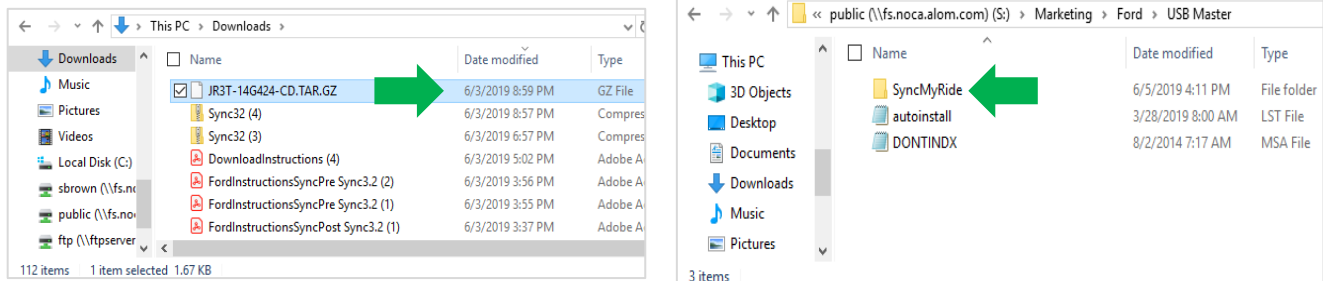 This PC > Downloads >
Downloads
Music
Pictures
Videos
Local Disk (C:)
sbrown (\\fs.no
public (\\fs.no
ftp (\\ftpserver
Name Date modified Type
JR3T-14G424-CD.TAR.GZ 6/3/2019 8:59 PM GZ File
Sync32 (4) 6/3/2019 8:57 PM Compres
Sync32 (3) 6/3/2019 6:57 PM Compres
DownloadInstructions (4) 6/3/2019 5:02 PM Adobe A
FordInstructionsSyncPre Sync3.2 (2) 6/3/2019 3:56 PM Adobe A
FordInstructionsSyncPre Sync3.2 (1) 6/3/2019 3:55 PM Adobe A
FordInstructionsSyncPost Sync3.2 (1) 6/3/2019 3:37 PM Adobe A
112 items 1 item selected 1.67 KB
« public (\\fs.noca.alom.com) (S:) > Marketing > Ford > USB Master
This PC
3D Objects
Desktop
Documents
Downloads
Music
Pictures
Name Date modified Type
SyncMyRide 6/5/2019 4:11 PM File folder
autoinstall 3/28/2019 8:00 AM LST File
DONTINDX 8/2/2014 7:17 AM MSA File
3 items